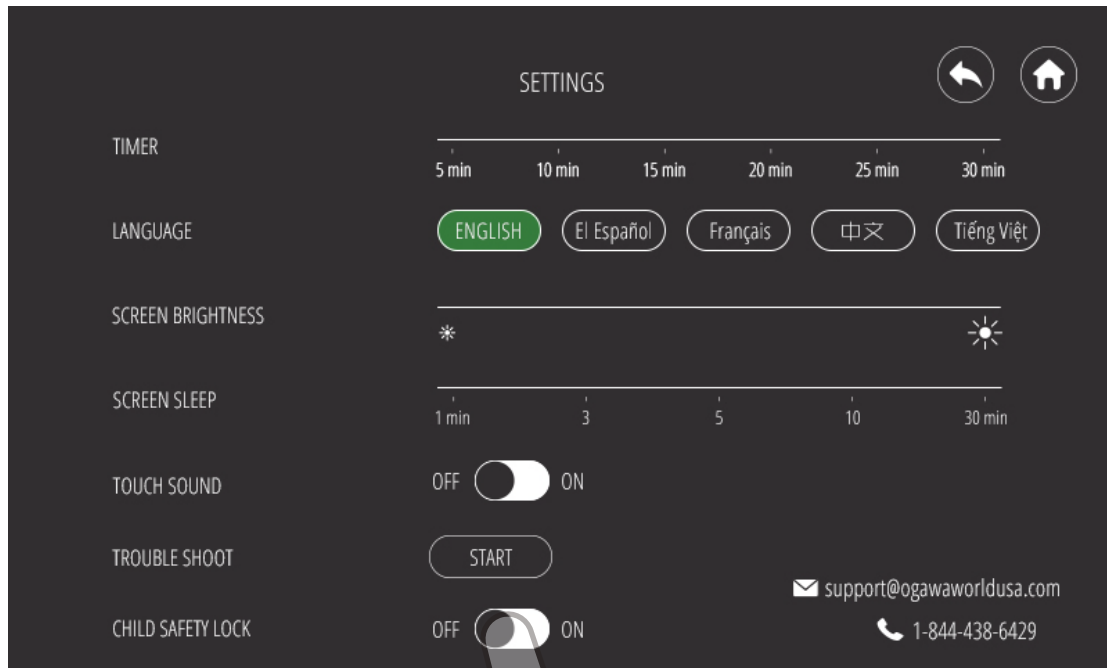 SETTINGS
TIMER
5 min 10 min 15 min 20 min 25 min 30 min
LANGUAGE ENGLISH El Español Français 中文 Tiếng Việt
SCREEN BRIGHTNESS
SCREEN SLEEP
1 min 3 5 10 30 min
TOUCH SOUND OFF ON
TROUBLE SHOOT START
support@ogawaworldusa.com
CHILD SAFETY LOCK OFF ON 1-844-438-6429